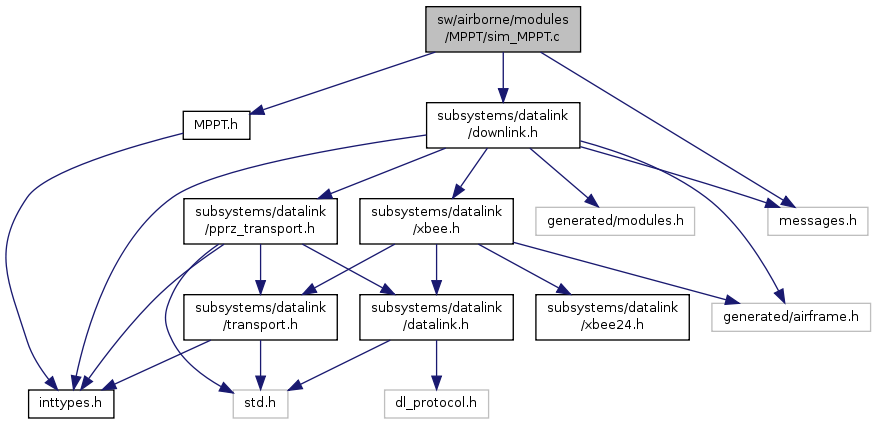 sw/airborne/modules
/MPPT/sim_MPPT.c
MPPT.h
subsystems/datalink
/downlink.h
subsystems/datalink
/pprz_transport.h
subsystems/datalink
/xbee.h
generated/modules.h
messages.h
subsystems/datalink
/transport.h
subsystems/datalink
/datalink.h
subsystems/datalink
/xbee24.h
generated/airframe.h
inttypes.h
std.h
dl_protocol.h